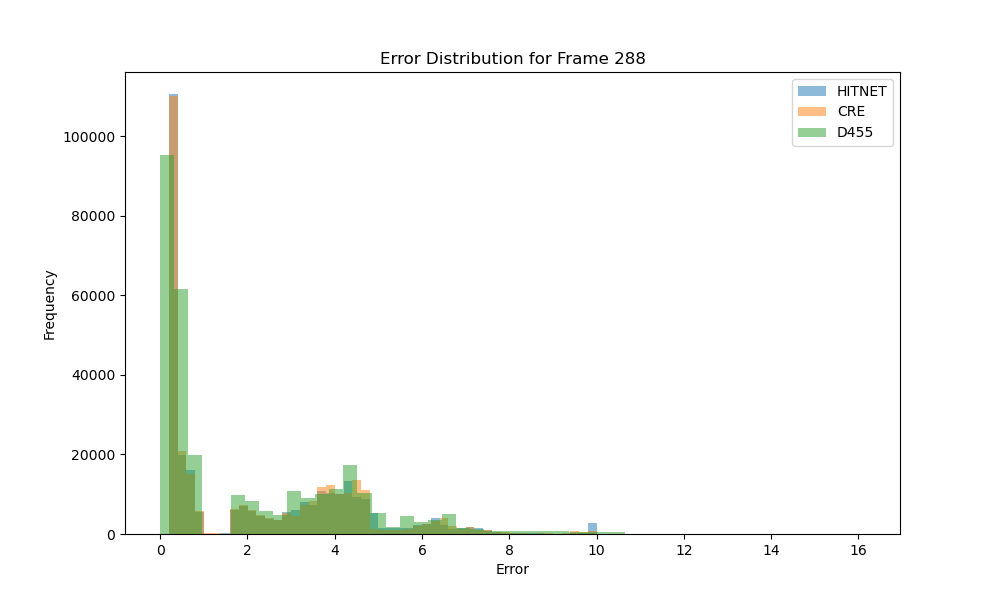 Error Distribution for Frame 288
HITNET
CRE
D455
100000
80000
60000
40000
20000
0
Frequency
0 2 4 6 8 10 12 14 16
Error